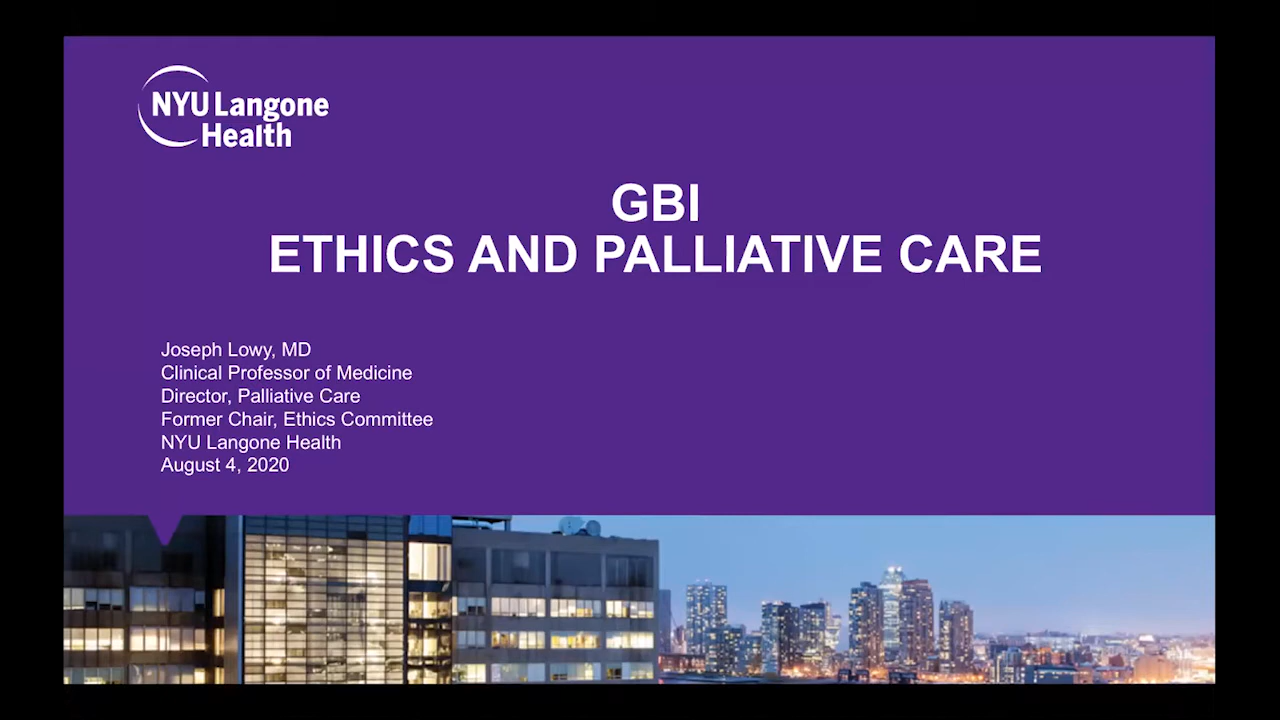 NYU Langone
Health
GBI
ETHICS AND PALLIATIVE CARE
Joseph Lowy, MD
Clinical Professor of Medicine
Director, Palliative Care
Former Chair, Ethics Committee
NYU Langone Health
August 4, 2020